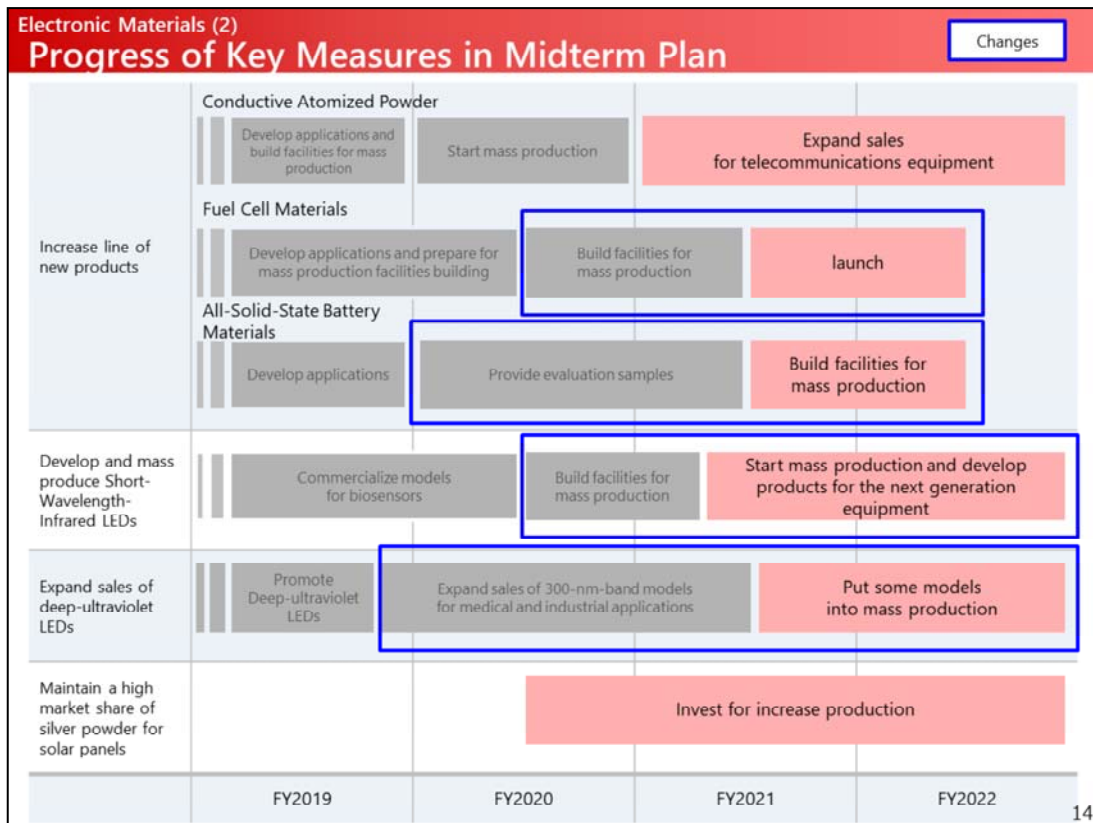 Electronic Materials (2)
Progress of Key Measures in Midterm Plan
Changes
Increase line of
new products
Conductive Atomized Powder
Develop applications and
build facilities for mass
production
Start mass production
Expand sales
for telecommunications equipment
Fuel Cell Materials
Develop applications and prepare for
mass production facilities building
Build facilities for
mass production
launch
All-Solid-State Battery
Materials
Develop applications
Provide evaluation samples
Build facilities for
mass production
Develop and mass
produce Short-
Wavelength-
Infrared LEDs
Commercialize models
for biosensors
Build facilities for
mass production
Start mass production and develop
products for the next generation
equipment
Expand sales of
deep-ultraviolet
LEDs
Promote
Deep-ultraviolet
LEDs
Expand sales of 300-nm-band models
for medical and industrial applications
Put some models
into mass production
Maintain a high
market share of
silver powder for
solar panels
Invest for increase production
FY2019
FY2020
FY2021
FY2022
14